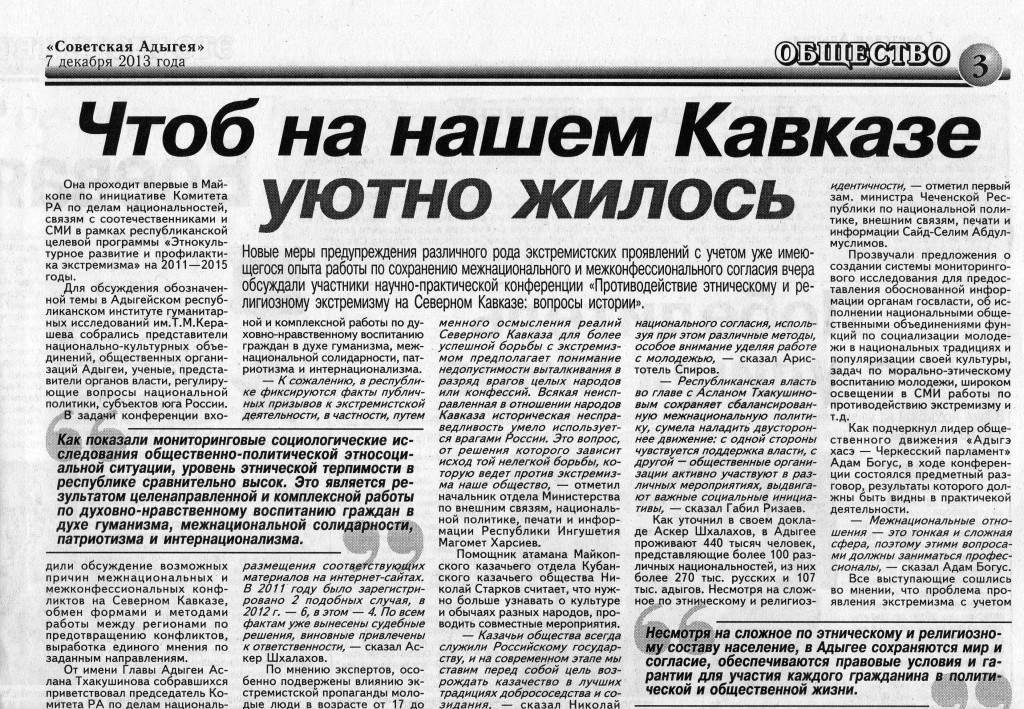 «Советская Адыгея»
7 декабря 2013 года
ОБЩЕСТВО
3
Чтоб на нашем Кавказе
уютно жилось
Новые меры предупреждения различного рода экстремистских проявлений с учетом уже имею-
щегося опыта работы по сохранению межнационального и межконфессионального согласия вчера
обсуждали участники научно-практической конференции «Противодействие этническому и ре-
лигиозному экстремизму на Северном Кавказе: вопросы истории».
Она проходит впервые в Май-
копе по инициативе Комитета
РА по делам национальностей,
связям с соотечественниками и
СМИ в рамках республиканской
целевой программы «Этнокуль-
турное развитие и профилакти-
ка экстремизма» на 2011—2015
годы.
Для обсуждения обозначен-
ной темы в Адыгейском респуб-
ликанском институте гуманитар-
ных исследований им.Т.М.Кера-
шева собрались представители
национально-культурных объе-
динений, общественных организа-
ций Адыгеи, ученые, предста-
вители органов власти, регулиру-
ющие вопросы национальной
политики, субъектов юга России.
В задачи конференции вхо-
Как показали мониторинговые социологические ис-
следования общественно-политической этносоци-
альной ситуации, уровень этнической терпимости в
республике сравнительно высок. Это является ре-
зультатом целенаправленной и комплексной работы
по духовно-нравственному воспитанию граждан в
духе гуманизма, межнациональной солидарности,
патриотизма и интернационализма.
дили обсуждение возможных
причин межнациональных и
межконфессиональных конф-
ликтов на Северном Кавказе,
обмен формами и методами
работы между регионами по
предотвращению конфликтов,
выработка единого мнения по
заданным направлениям.
От имени Главы Адыгеи Ас-
лана Тхакушинова собравшихся
приветствовал председатель Ко-
митета РА по делам националь-
ной и комплексной работы по ду-
ховно-нравственному воспитанию
граждан в духе гуманизма, меж-
национальной солидарности, пат-
риотизма и интернационализма.
— К сожалению, в республи-
ке фиксируются факты публич-
ных призывов к экстремистской
деятельности, в частности, путем
размещения соответствующих
материалов на интернет-сайтах.
В 2011 году было зарегистри-
ровано 2 подобных случая, в
2012 г. — 6, в этом — 4. По всем
фактам уже вынесены судебные
решения, виновные привлечены
к ответственности, — сказал Ас-
кер Шхалахов.
По мнению экспертов, осо-
бенно подвержены влиянию эк-
стремистской пропаганды моло-
дые люди в возрасте от 17 до
менного осмысления реалий
Северного Кавказа для более
успешной борьбы с экстремиз-
мом предполагает понимание
недопустимости выталкивания в
разряд врагов целых народов
или конфессий. Всякая неисп-
равленная в отношении народов
Кавказа историческая несправ-
едливость умело использует-
ся врагами России. Это вопрос,
от решения которого зависит
исход той нелегкой борьбы, ко-
торую ведет против экстремиз-
ма наше общество, — отметил
начальник отдела Министерства
по внешним связям, националь-
ной политике, печати и инфор-
мации Республики Ингушетия
Магомет Харсиев.
Помощник атамана Майкопс-
кого казачьего отдела Кубан-
ского казачьего общества Ни-
колай Старков считает, что нуж-
но больше узнавать о культуре
и обычаях разных народов, про-
водить совместные мероприятия.
— Казачьи общества всегда
служили Российскому государ-
ству, и на современном этапе мы
ставим перед собой цель воз-
рождать казачество в лучших
традициях добрососедства и со-
зидания, — сказал Николай
национального согласия, исполь-
зуя при этом различные методы,
особое внимание уделяя работе
с молодежью, — сказал Арис-
тотель Спиров.
— Республиканская власть
во главе с Асланом Тхакушино-
вым сохраняет сбалансирован-
ную межнациональную полити-
ку, сумела наладить двусторон-
нее движение: с одной стороны
чувствуется поддержка власти, с
другой — общественные органи-
зации активно участвуют в раз-
личных мероприятиях, выдвига-
ют важные социальные инициа-
тивы, — сказал Габил Ризаев.
Как уточнил в своем докла-
де Аскер Шхалахов, в Адыгее
проживают 440 тысяч человек,
представляющие более 100 раз-
личных национальностей, из них
более 270 тыс. русских и 107
тыс. адыгов. Несмотря на слож-
ное по этническому и религиоз-
Несмотря на сложное по этническому и религиозно-
му составу население, в Адыгее сохраняются мир и
согласие, обеспечиваются правовые условия и га-
рантии для участия каждого гражданина в полити-
ческой и общественной жизни.
идентичности, — отметил первый
зам. министра Чеченской Рес-
публики по национальной поли-
тике, внешним связям, печати и
информации Сайд-Селим Абдул-
муслимов.
Прозвучали предложения о
создании системы мониторинго-
вого исследования для предос-
тавления обоснованной инфор-
мации органам госвласти, об ис-
полнении национальными обще-
ственными объединениями фун-
кций по социализации молоде-
жи в национальных традициях и
популяризации своей культуры,
задач по морально-этическому
воспитанию молодежи, широком
освещении в СМИ работы по
противодействию экстремизму и
т.д.
Как подчеркнул лидер обще-
ственного движения «Адыгэ
хасэ — Черкесский парламент»
Адам Богус, в ходе конферен-
ции состоялся предметный раз-
говор, результаты которого дол-
жны быть видны в практичекой
деятельности.
— Межнациональные отно-
шения — это тонкая и сложная
сфера, поэтому этими вопроса-
ми должны заниматься профес-
сионалы, — сказал Адам Богус.
Все выступающие сошлись
во мнении, что проблема про-
явления экстремизма с учетом